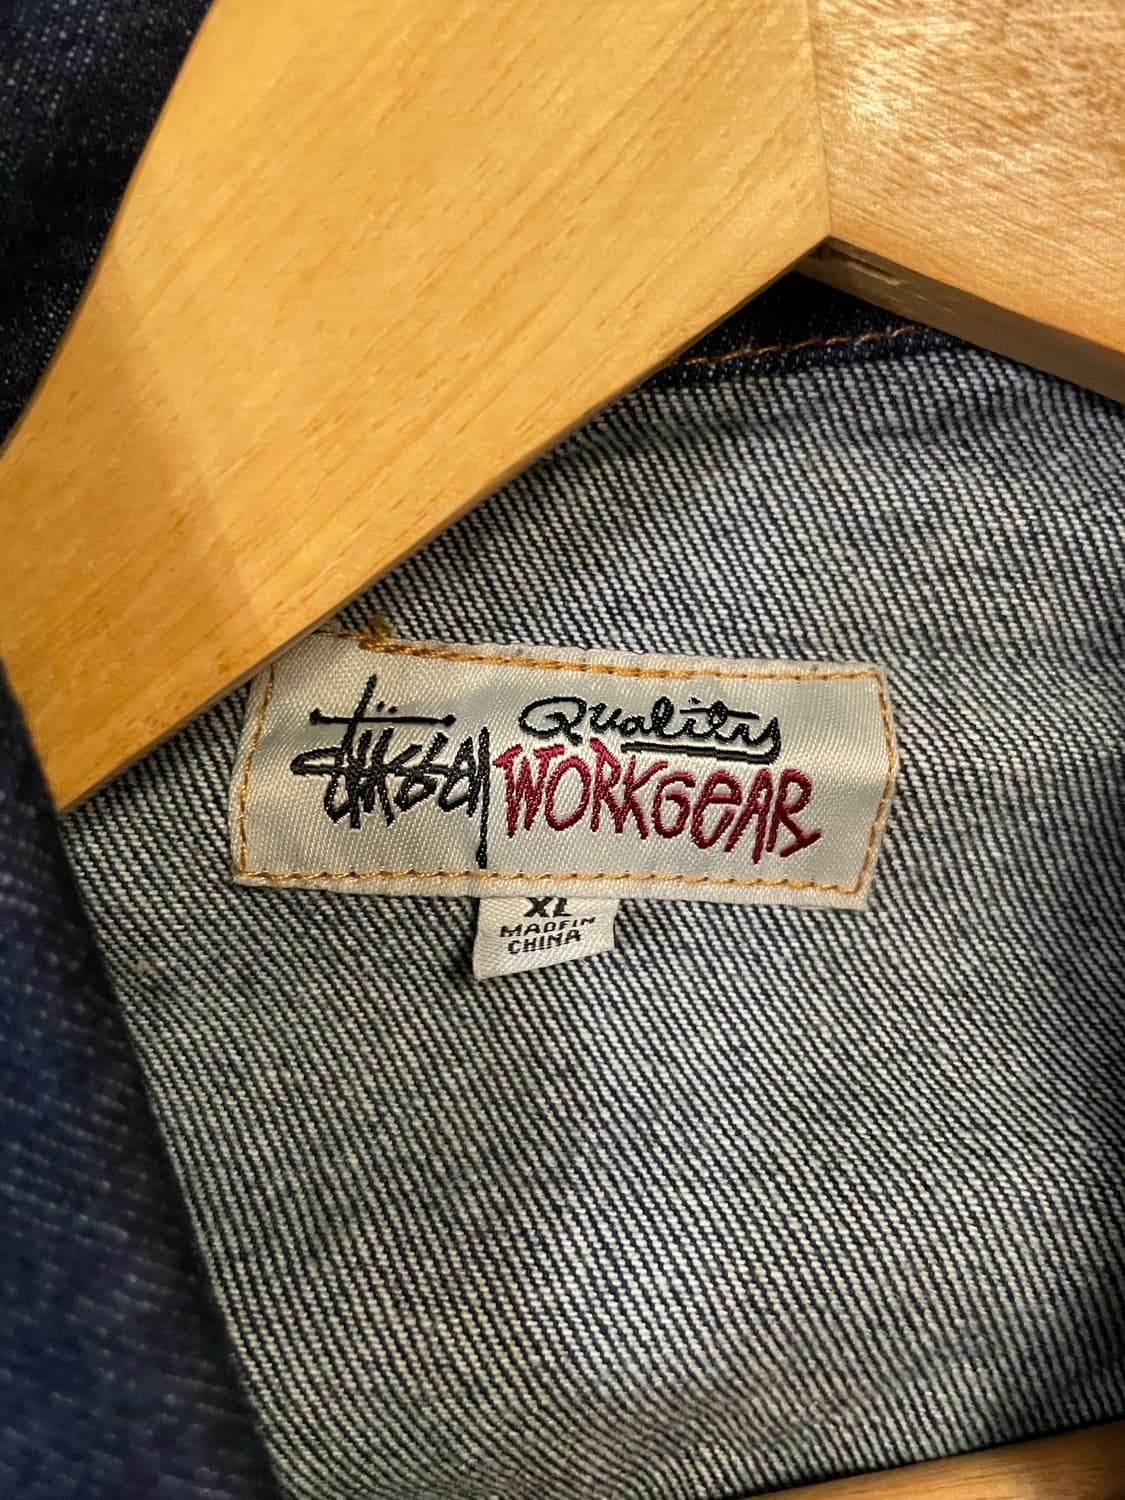 Stüssy Quality
WORKGEAR
XL
MADE IN
CHINA